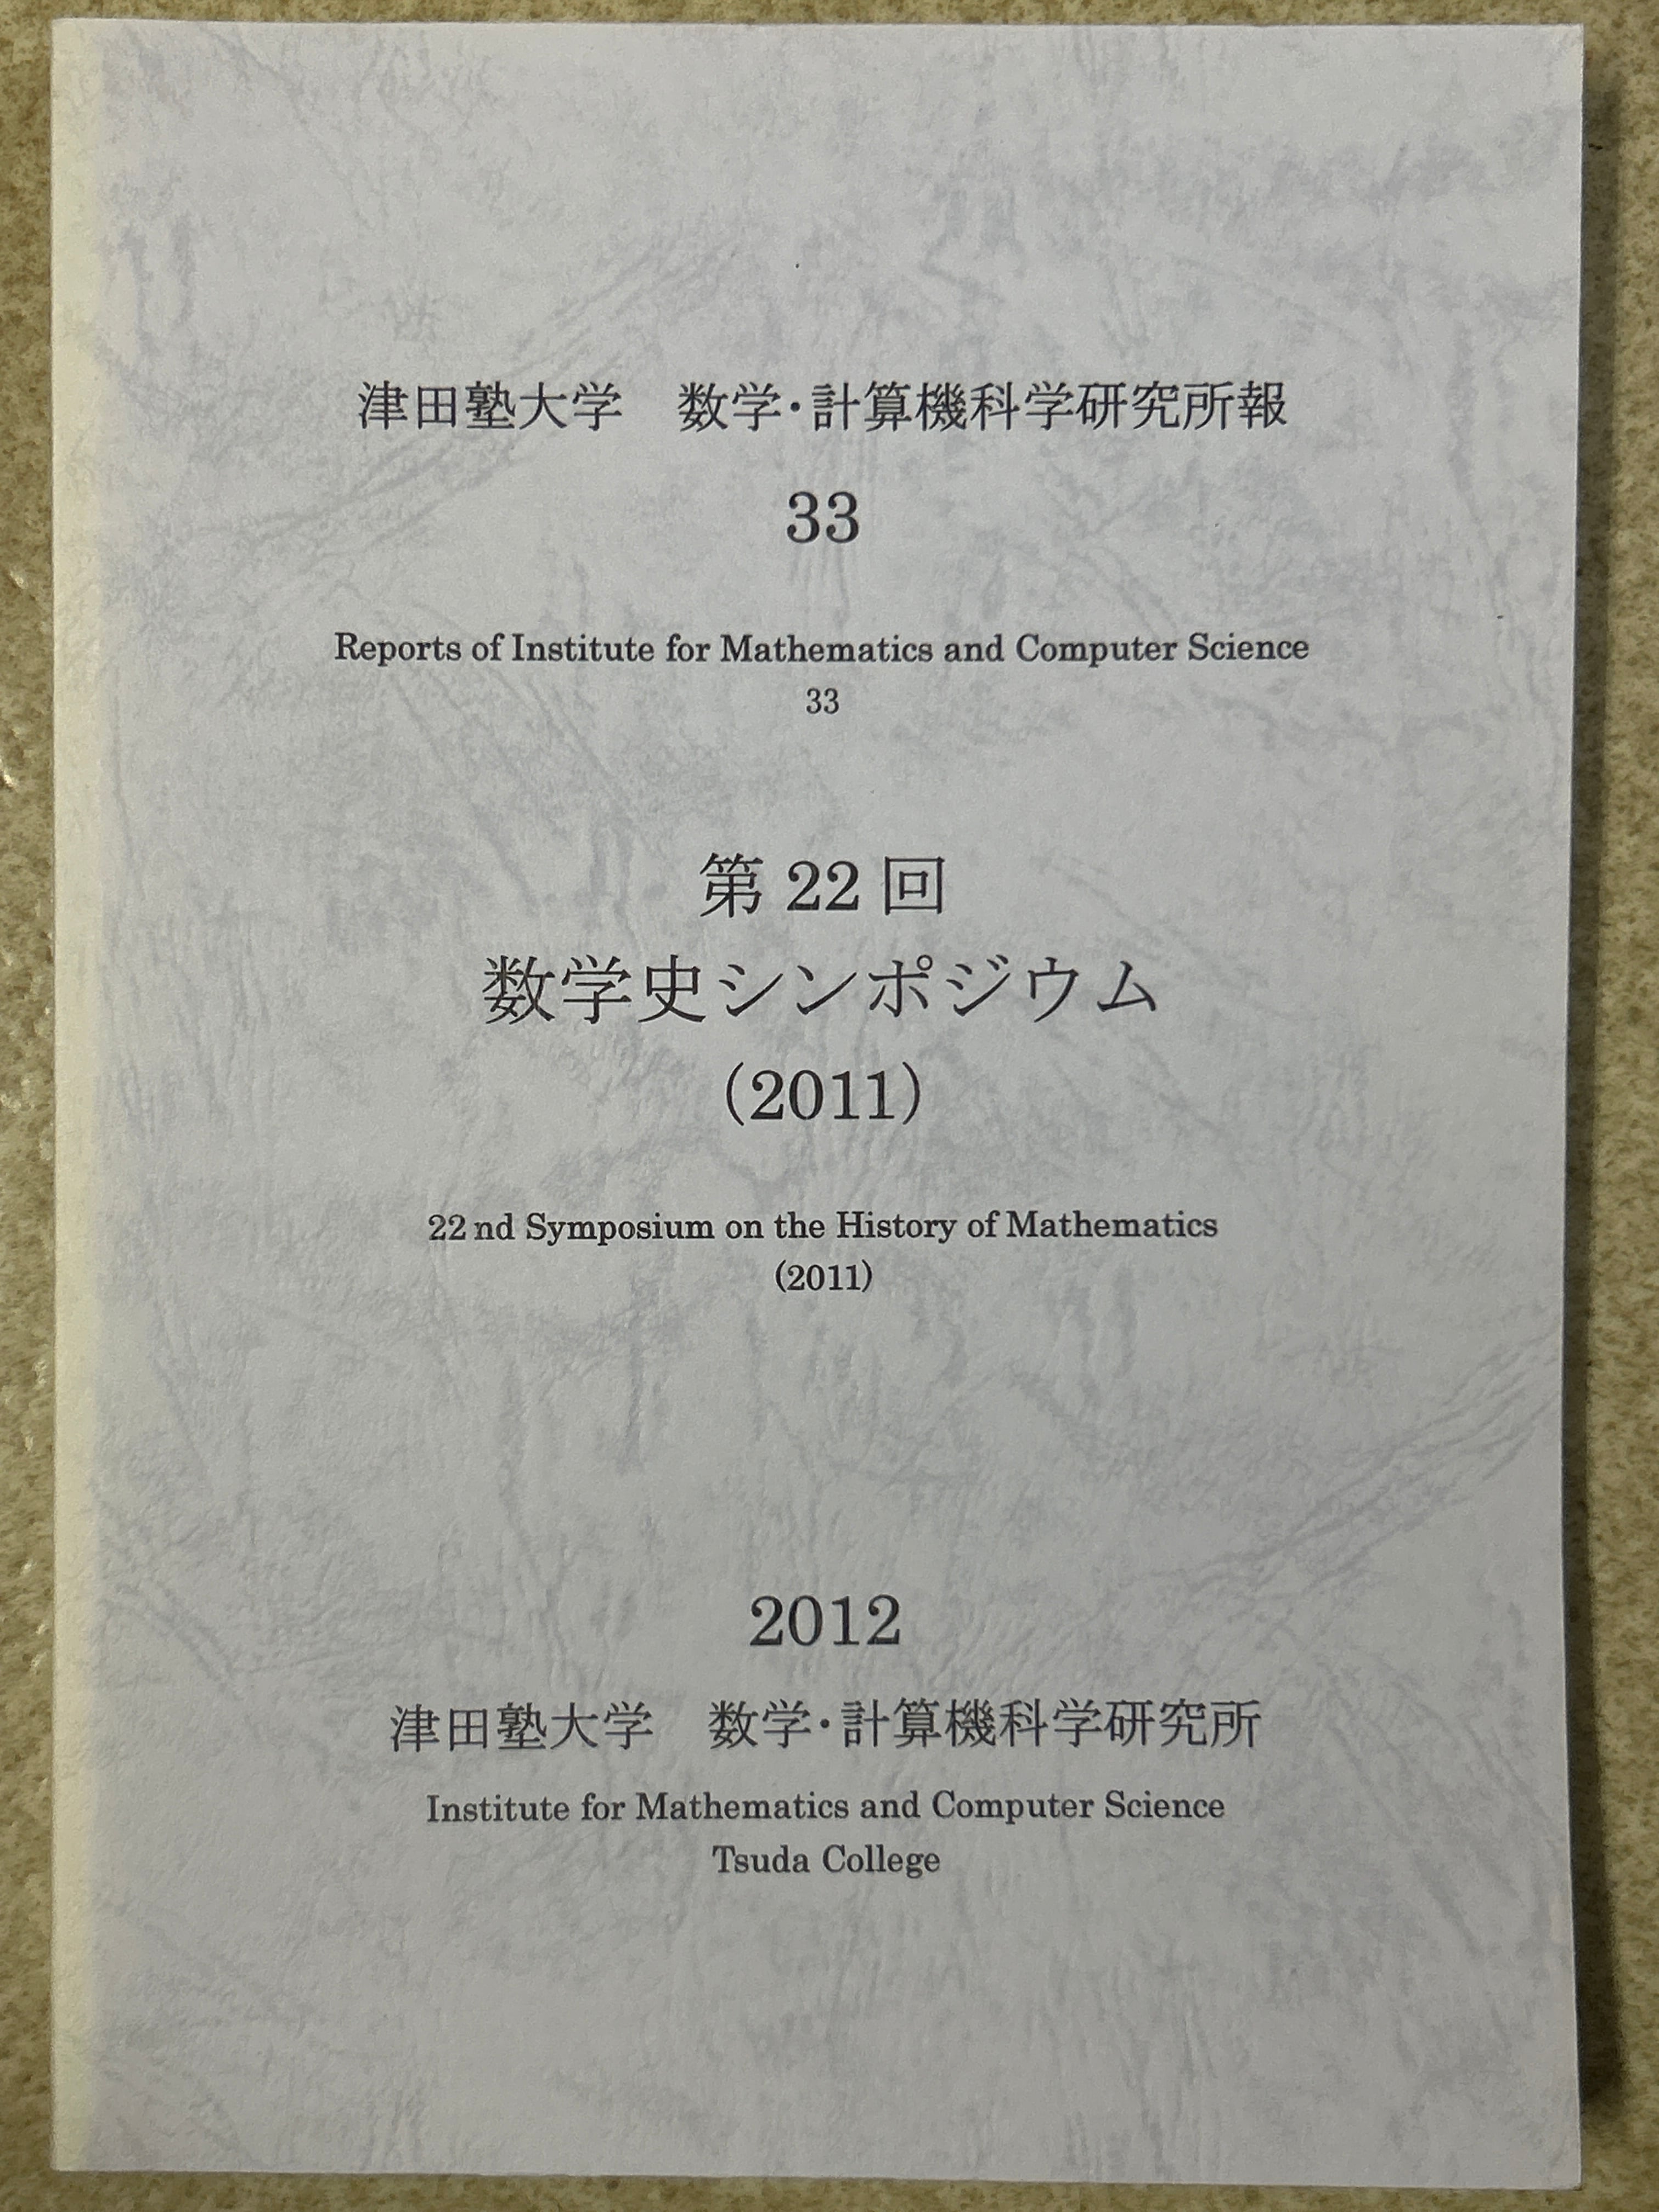 津田塾大学　数学・計算機科学研究所報
33
Reports of Institute for Mathematics and Computer Science
33
第 22 回
数学史シンポジウム
(2011)
22 nd Symposium on the History of Mathematics
(2011)
2012
津田塾大学　数学・計算機科学研究所
Institute for Mathematics and Computer Science
Tsuda College